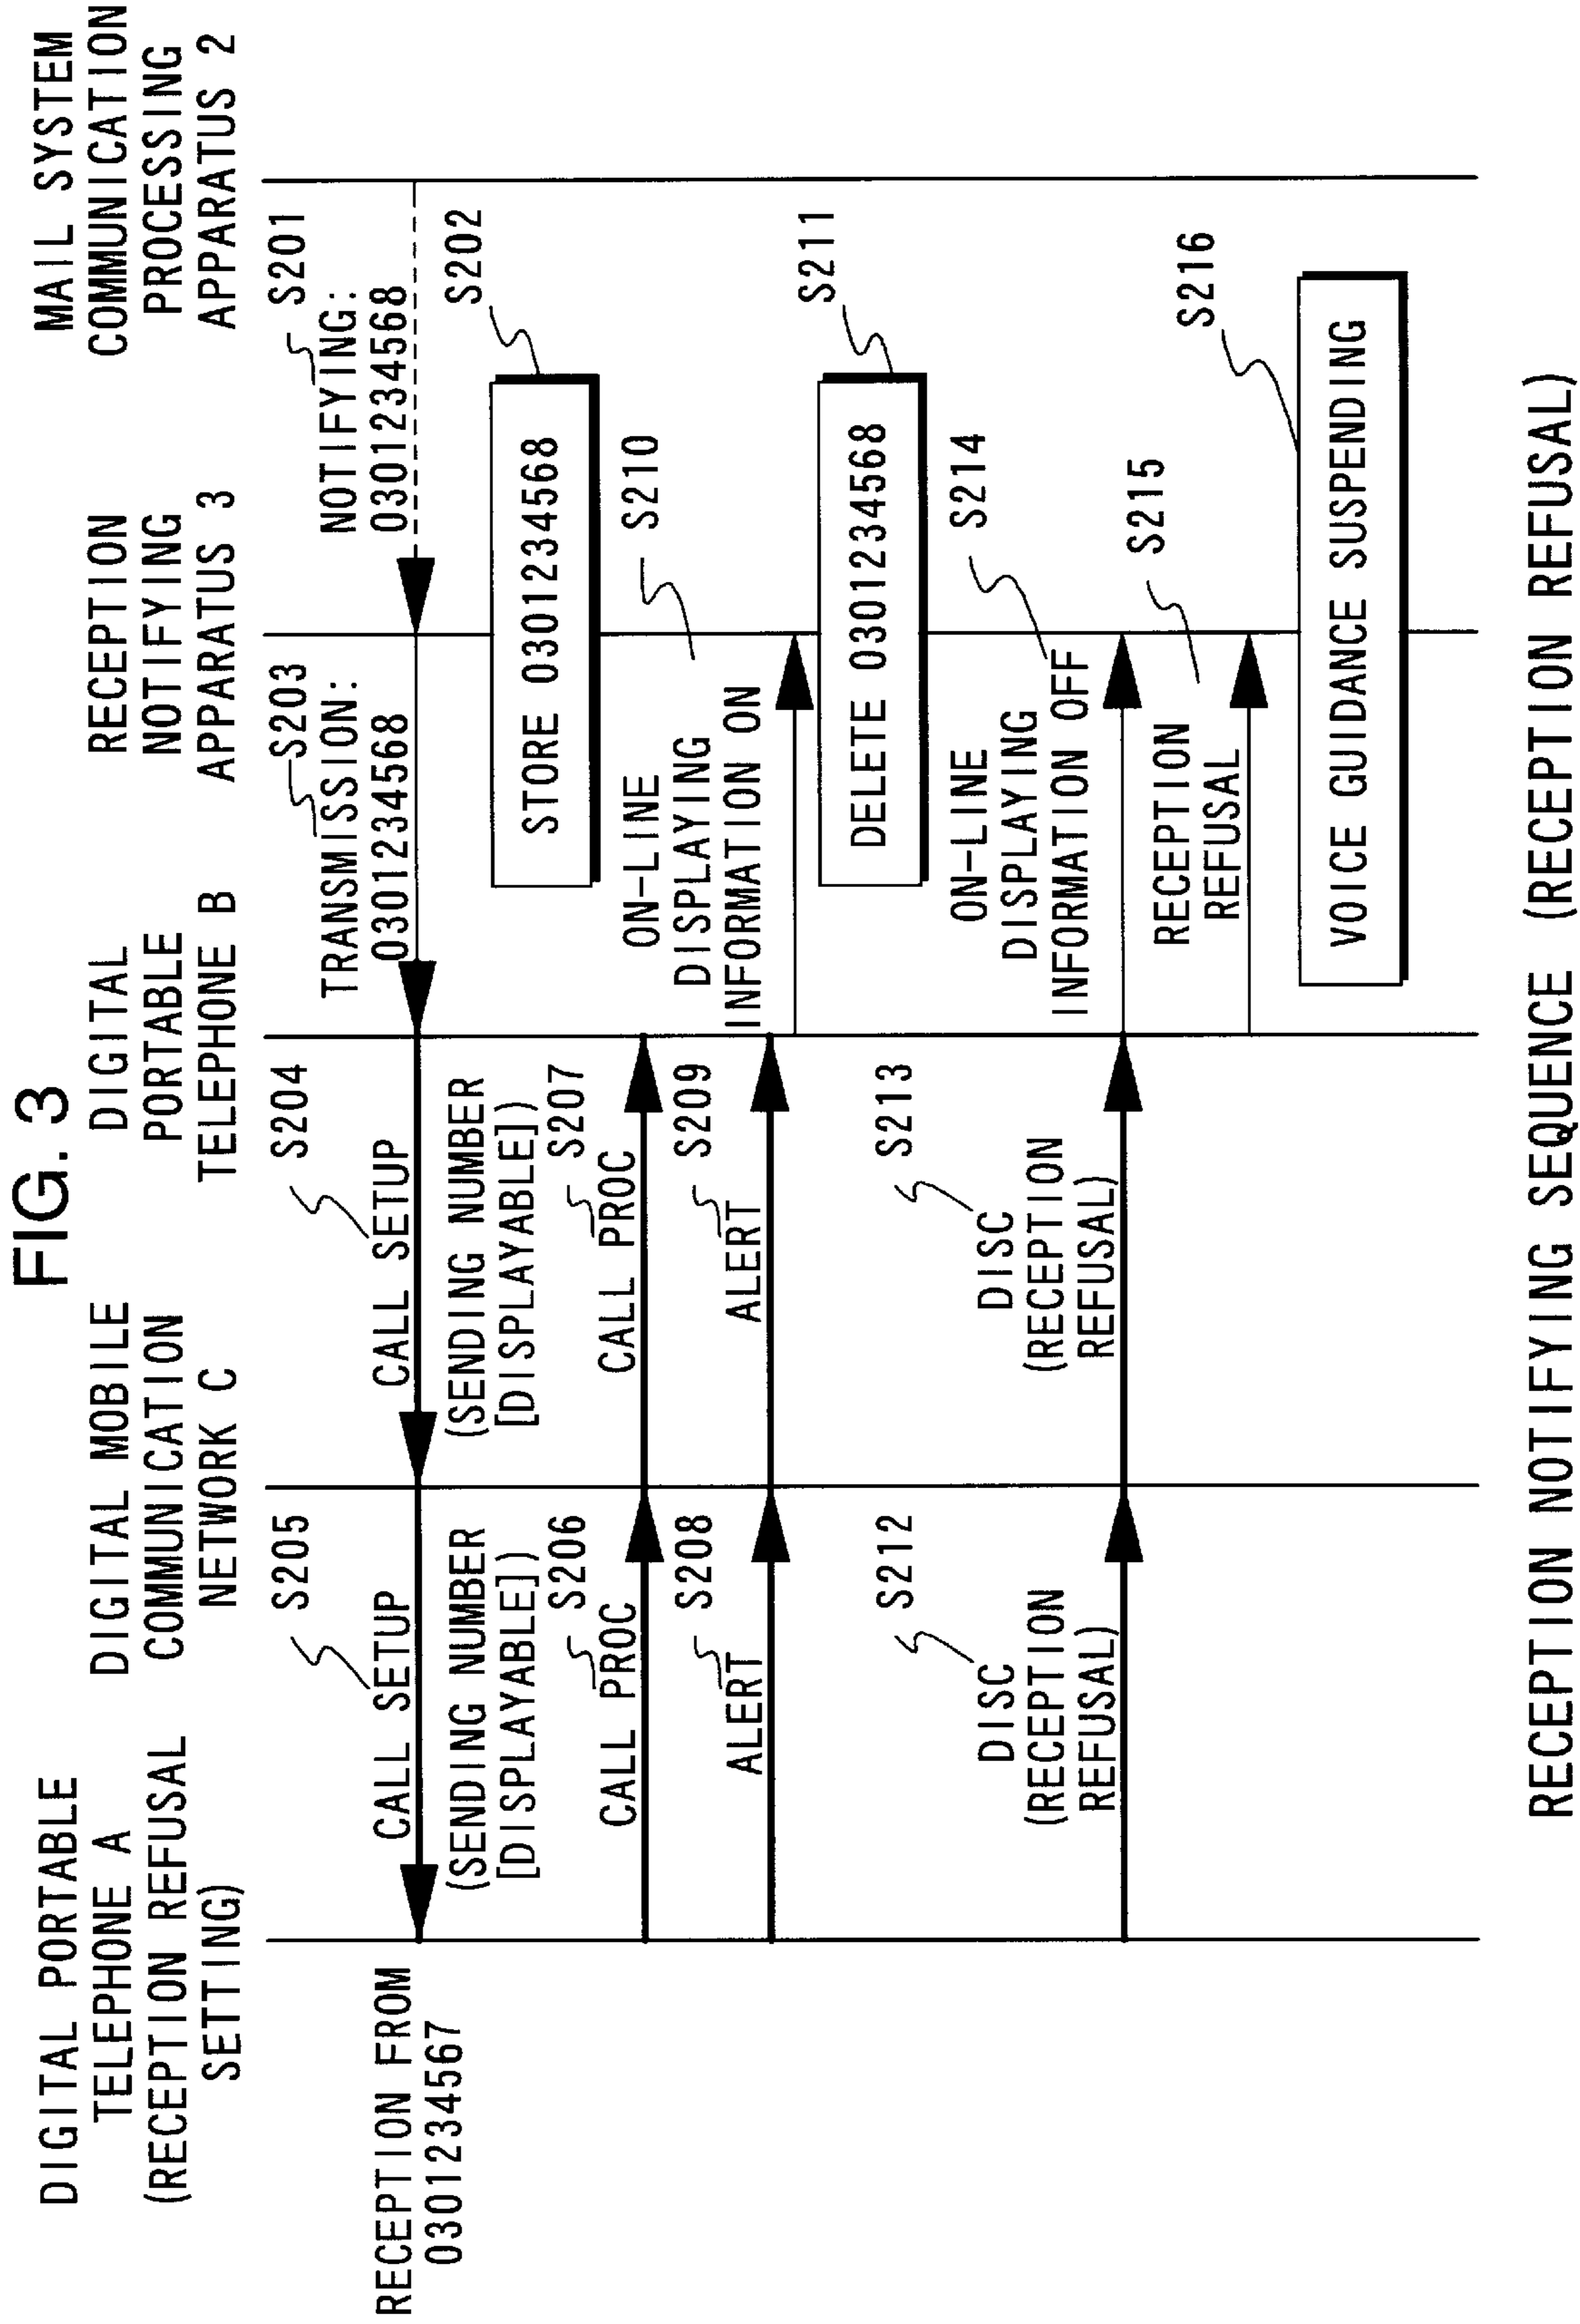 FIG. 3
DIGITAL PORTABLE
TELEPHONE A
(RECEPTION REFUSAL
SETTING)
DIGITAL MOBILE
COMMUNICATION
NETWORK C
DIGITAL
PORTABLE
TELEPHONE B
RECEPTION
NOTIFYING
APPARATUS 3
MAIL SYSTEM
COMMUNICATION
PROCESSING
APPARATUS 2
RECEPTION FROM
0301234567
S205
CALL SETUP
(SENDING NUMBER
[DISPLAYABLE])
S204
CALL SETUP
(SENDING NUMBER
[DISPLAYABLE])
S203
TRANSMISSION:
0301234568
S201
NOTIFYING:
0301234568
S202
STORE 0301234568
S206
CALL PROC
S207
CALL PROC
S208
ALERT
S209
ALERT
S210
ON-LINE
DISPLAYING
INFORMATION ON
S211
DELETE 0301234568
S212
DISC
(RECEPTION
REFUSAL)
S213
DISC
(RECEPTION
REFUSAL)
S214
ON-LINE
DISPLAYING
INFORMATION OFF
S215
RECEPTION
REFUSAL
S216
VOICE GUIDANCE SUSPENDING
RECEPTION NOTIFYING SEQUENCE (RECEPTION REFUSAL)